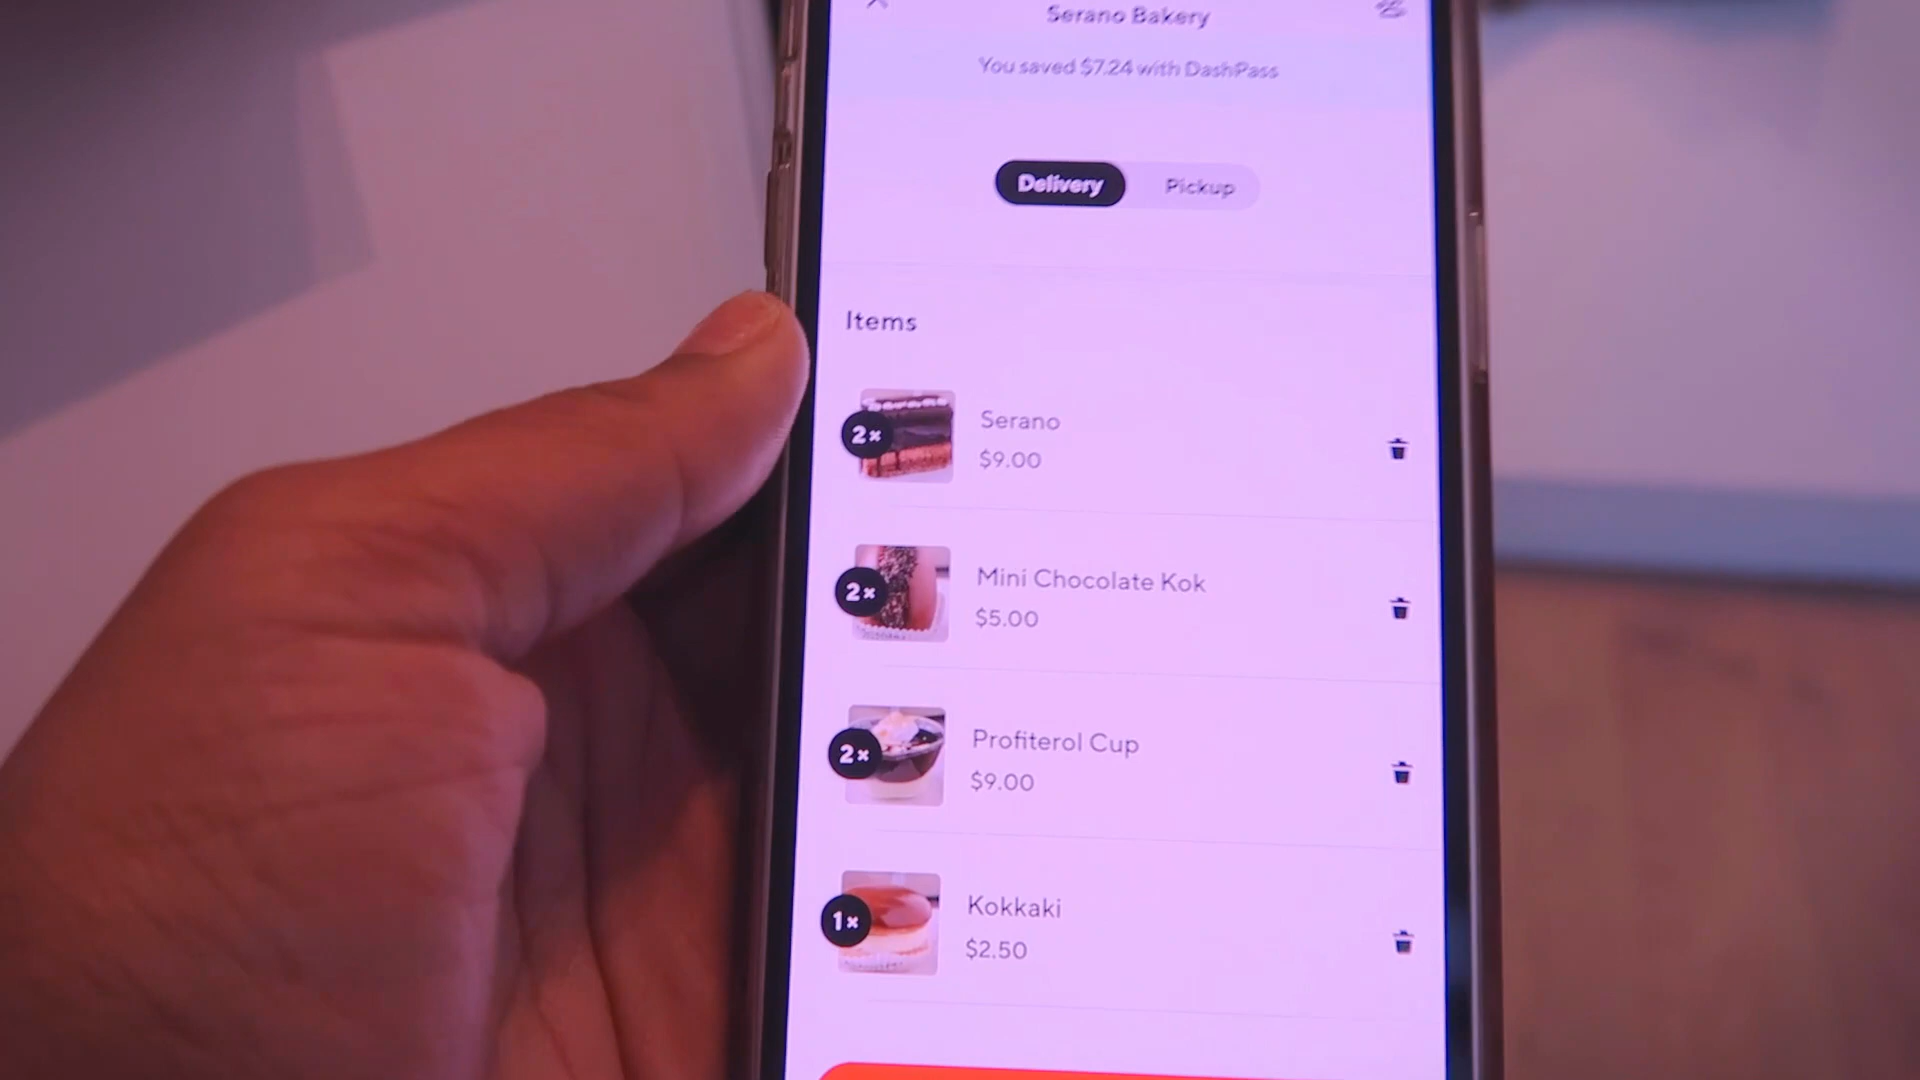 Serano Bakery
You saved $7.24 with DashPass
Delivery Pickup
Items
2×
Serano
$9.00
2×
Mini Chocolate Kok
$5.00
2×
Profiterol Cup
$9.00
1×
Kokkaki
$2.50